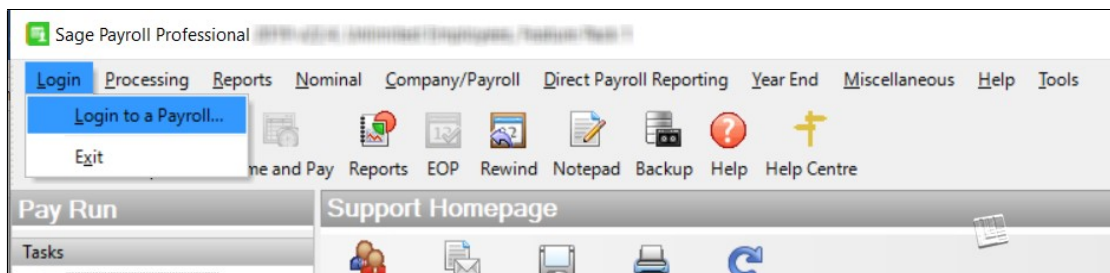 Sage Payroll Professional
Login Processing Reports Nominal Company/Payroll Direct Payroll Reporting Year End Miscellaneous Help Tools
Login to a Payroll...
Exit
me and Pay Reports EOP Rewind Notepad Backup Help Help Centre
Pay Run
Support Homepage
Tasks